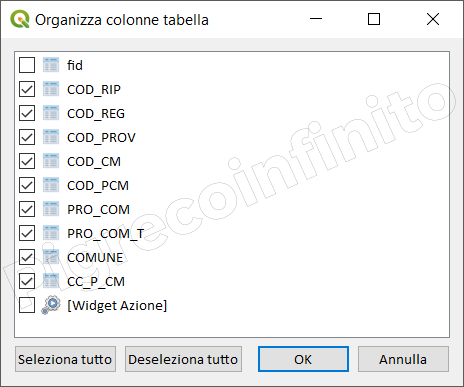 Organizza colonne tabella
fid
COD_RIP
COD_REG
COD_PROV
COD_CM
COD_PCM
PRO_COM
PRO_COM_T
COMUNE
CC_P_CM
[Widget Azione]
Seleziona tutto Deseleziona tutto OK Annulla
pigrecoinfinito